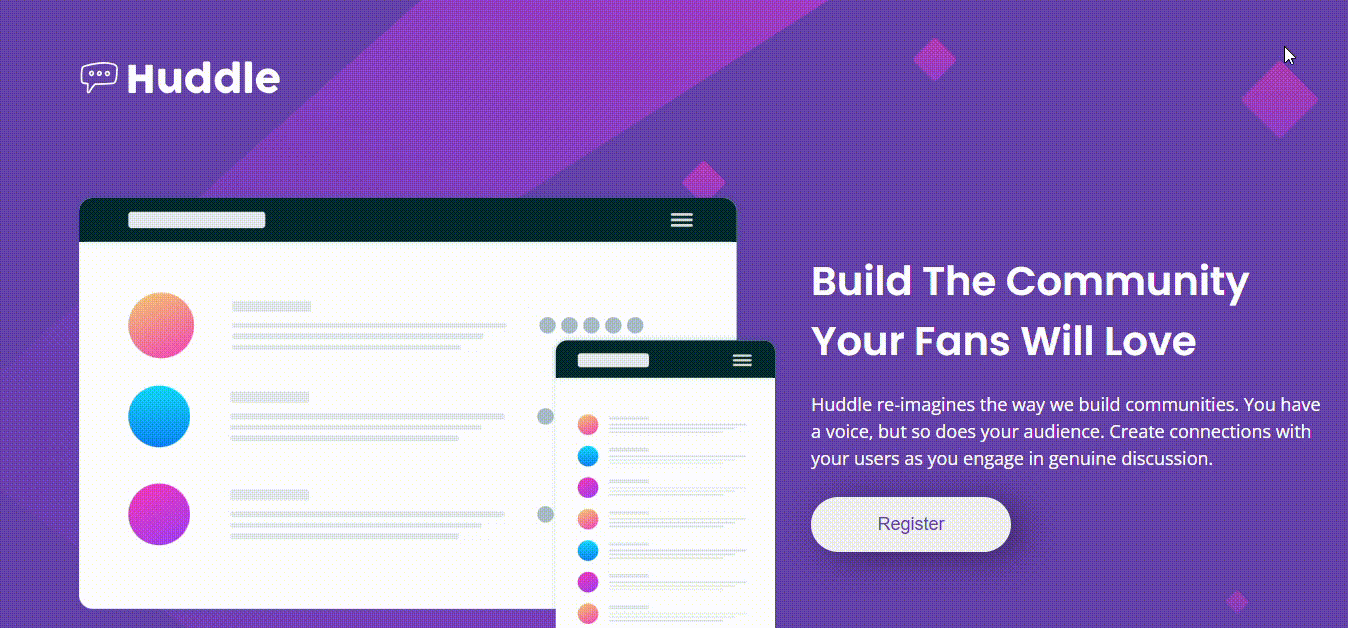 Huddle
Build The Community
Your Fans Will Love
Huddle re-imagines the way we build communities. You have
a voice, but so does your audience. Create connections with
your users as you engage in genuine discussion.
Register